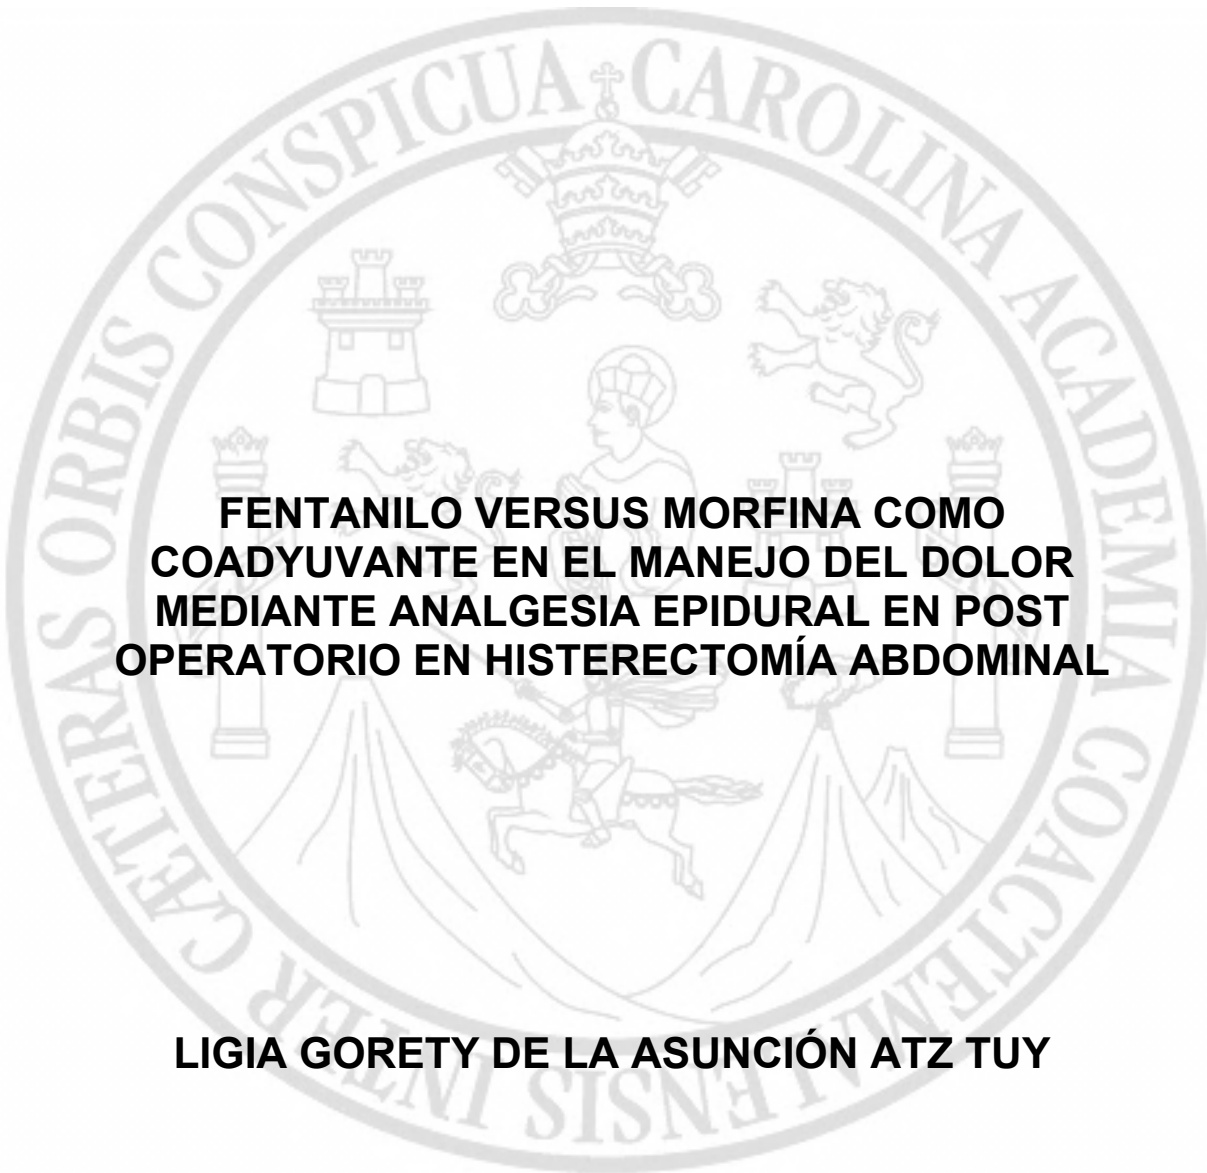 CÆTERAS ORBIS CONSPICUA CAROLINA ACADEMIA COACTEMALENSIS INTER
FENTANILO VERSUS MORFINA COMO
COADYUVANTE EN EL MANEJO DEL DOLOR
MEDIANTE ANALGESIA EPIDURAL EN POST
OPERATORIO EN HISTERECTOMÍA ABDOMINAL
LIGIA GORETY DE LA ASUNCIÓN ATZ TUY